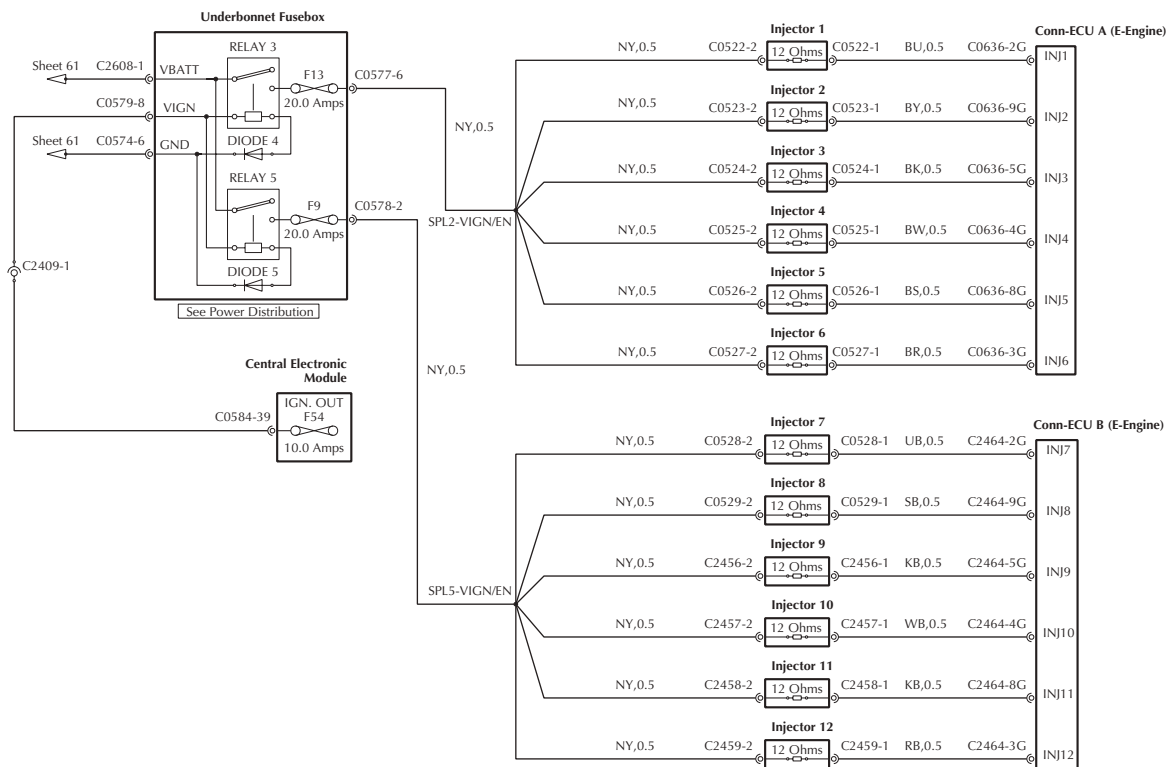 Underbonnet Fusebox
RELAY 3
Sheet 61 C2608-1 VBATT
F13 C0577-6
20.0 Amps
C0579-8 VIGN
Sheet 61 C0574-6 GND
DIODE 4
RELAY 5
F9 C0578-2
20.0 Amps
DIODE 5
See Power Distribution
C2409-1
NY,0.5
NY,0.5
Central Electronic
Module
IGN. OUT
C0584-39 F54
10.0 Amps
SPL2-VIGN/EN
SPL5-VIGN/EN
Conn-ECU A (E-Engine)
Injector 1
NY,0.5 C0522-2 12 Ohms C0522-1 BU,0.5 C0636-2G INJ1
Injector 2
NY,0.5 C0523-2 12 Ohms C0523-1 BY,0.5 C0636-9G INJ2
Injector 3
NY,0.5 C0524-2 12 Ohms C0524-1 BK,0.5 C0636-5G INJ3
Injector 4
NY,0.5 C0525-2 12 Ohms C0525-1 BW,0.5 C0636-4G INJ4
Injector 5
NY,0.5 C0526-2 12 Ohms C0526-1 BS,0.5 C0636-8G INJ5
Injector 6
NY,0.5 C0527-2 12 Ohms C0527-1 BR,0.5 C0636-3G INJ6
Conn-ECU B (E-Engine)
Injector 7
NY,0.5 C0528-2 12 Ohms C0528-1 UB,0.5 C2464-2G INJ7
Injector 8
NY,0.5 C0529-2 12 Ohms C0529-1 SB,0.5 C2464-9G INJ8
Injector 9
NY,0.5 C2456-2 12 Ohms C2456-1 KB,0.5 C2464-5G INJ9
Injector 10
NY,0.5 C2457-2 12 Ohms C2457-1 WB,0.5 C2464-4G INJ10
Injector 11
NY,0.5 C2458-2 12 Ohms C2458-1 KB,0.5 C2464-8G INJ11
Injector 12
NY,0.5 C2459-2 12 Ohms C2459-1 RB,0.5 C2464-3G INJ12